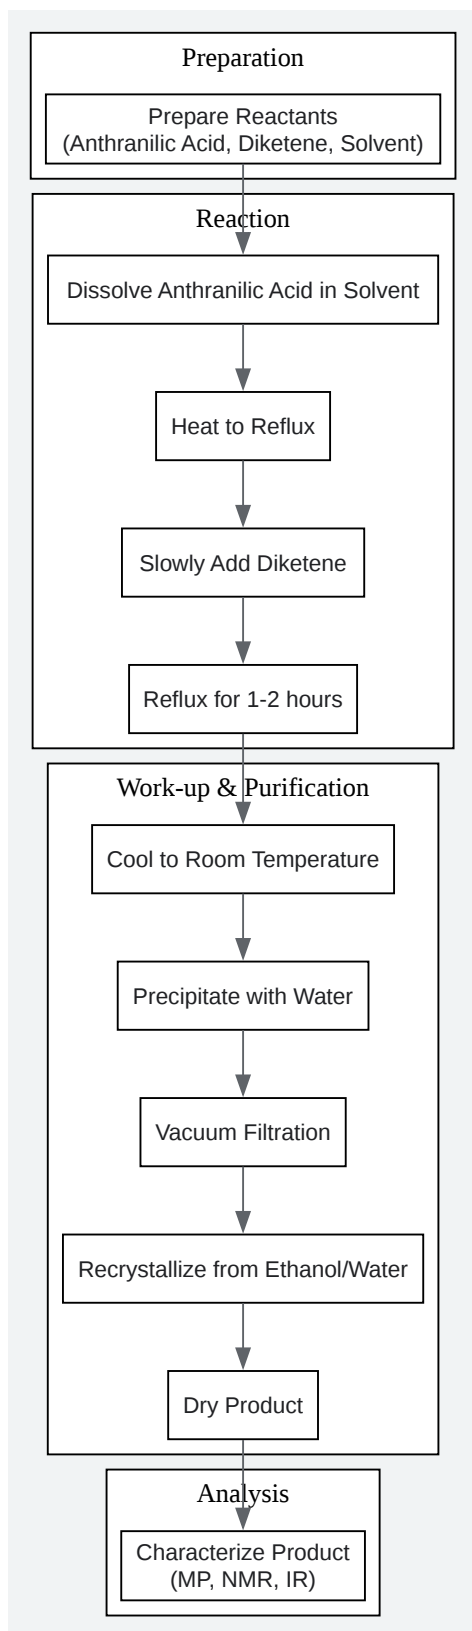 Preparation
Prepare Reactants
(Anthranilic Acid, Diketene, Solvent)
Reaction
Dissolve Anthranilic Acid in Solvent
Heat to Reflux
Slowly Add Diketene
Reflux for 1-2 hours
Work-up & Purification
Cool to Room Temperature
Precipitate with Water
Vacuum Filtration
Recrystallize from Ethanol/Water
Dry Product
Analysis
Characterize Product
(MP, NMR, IR)